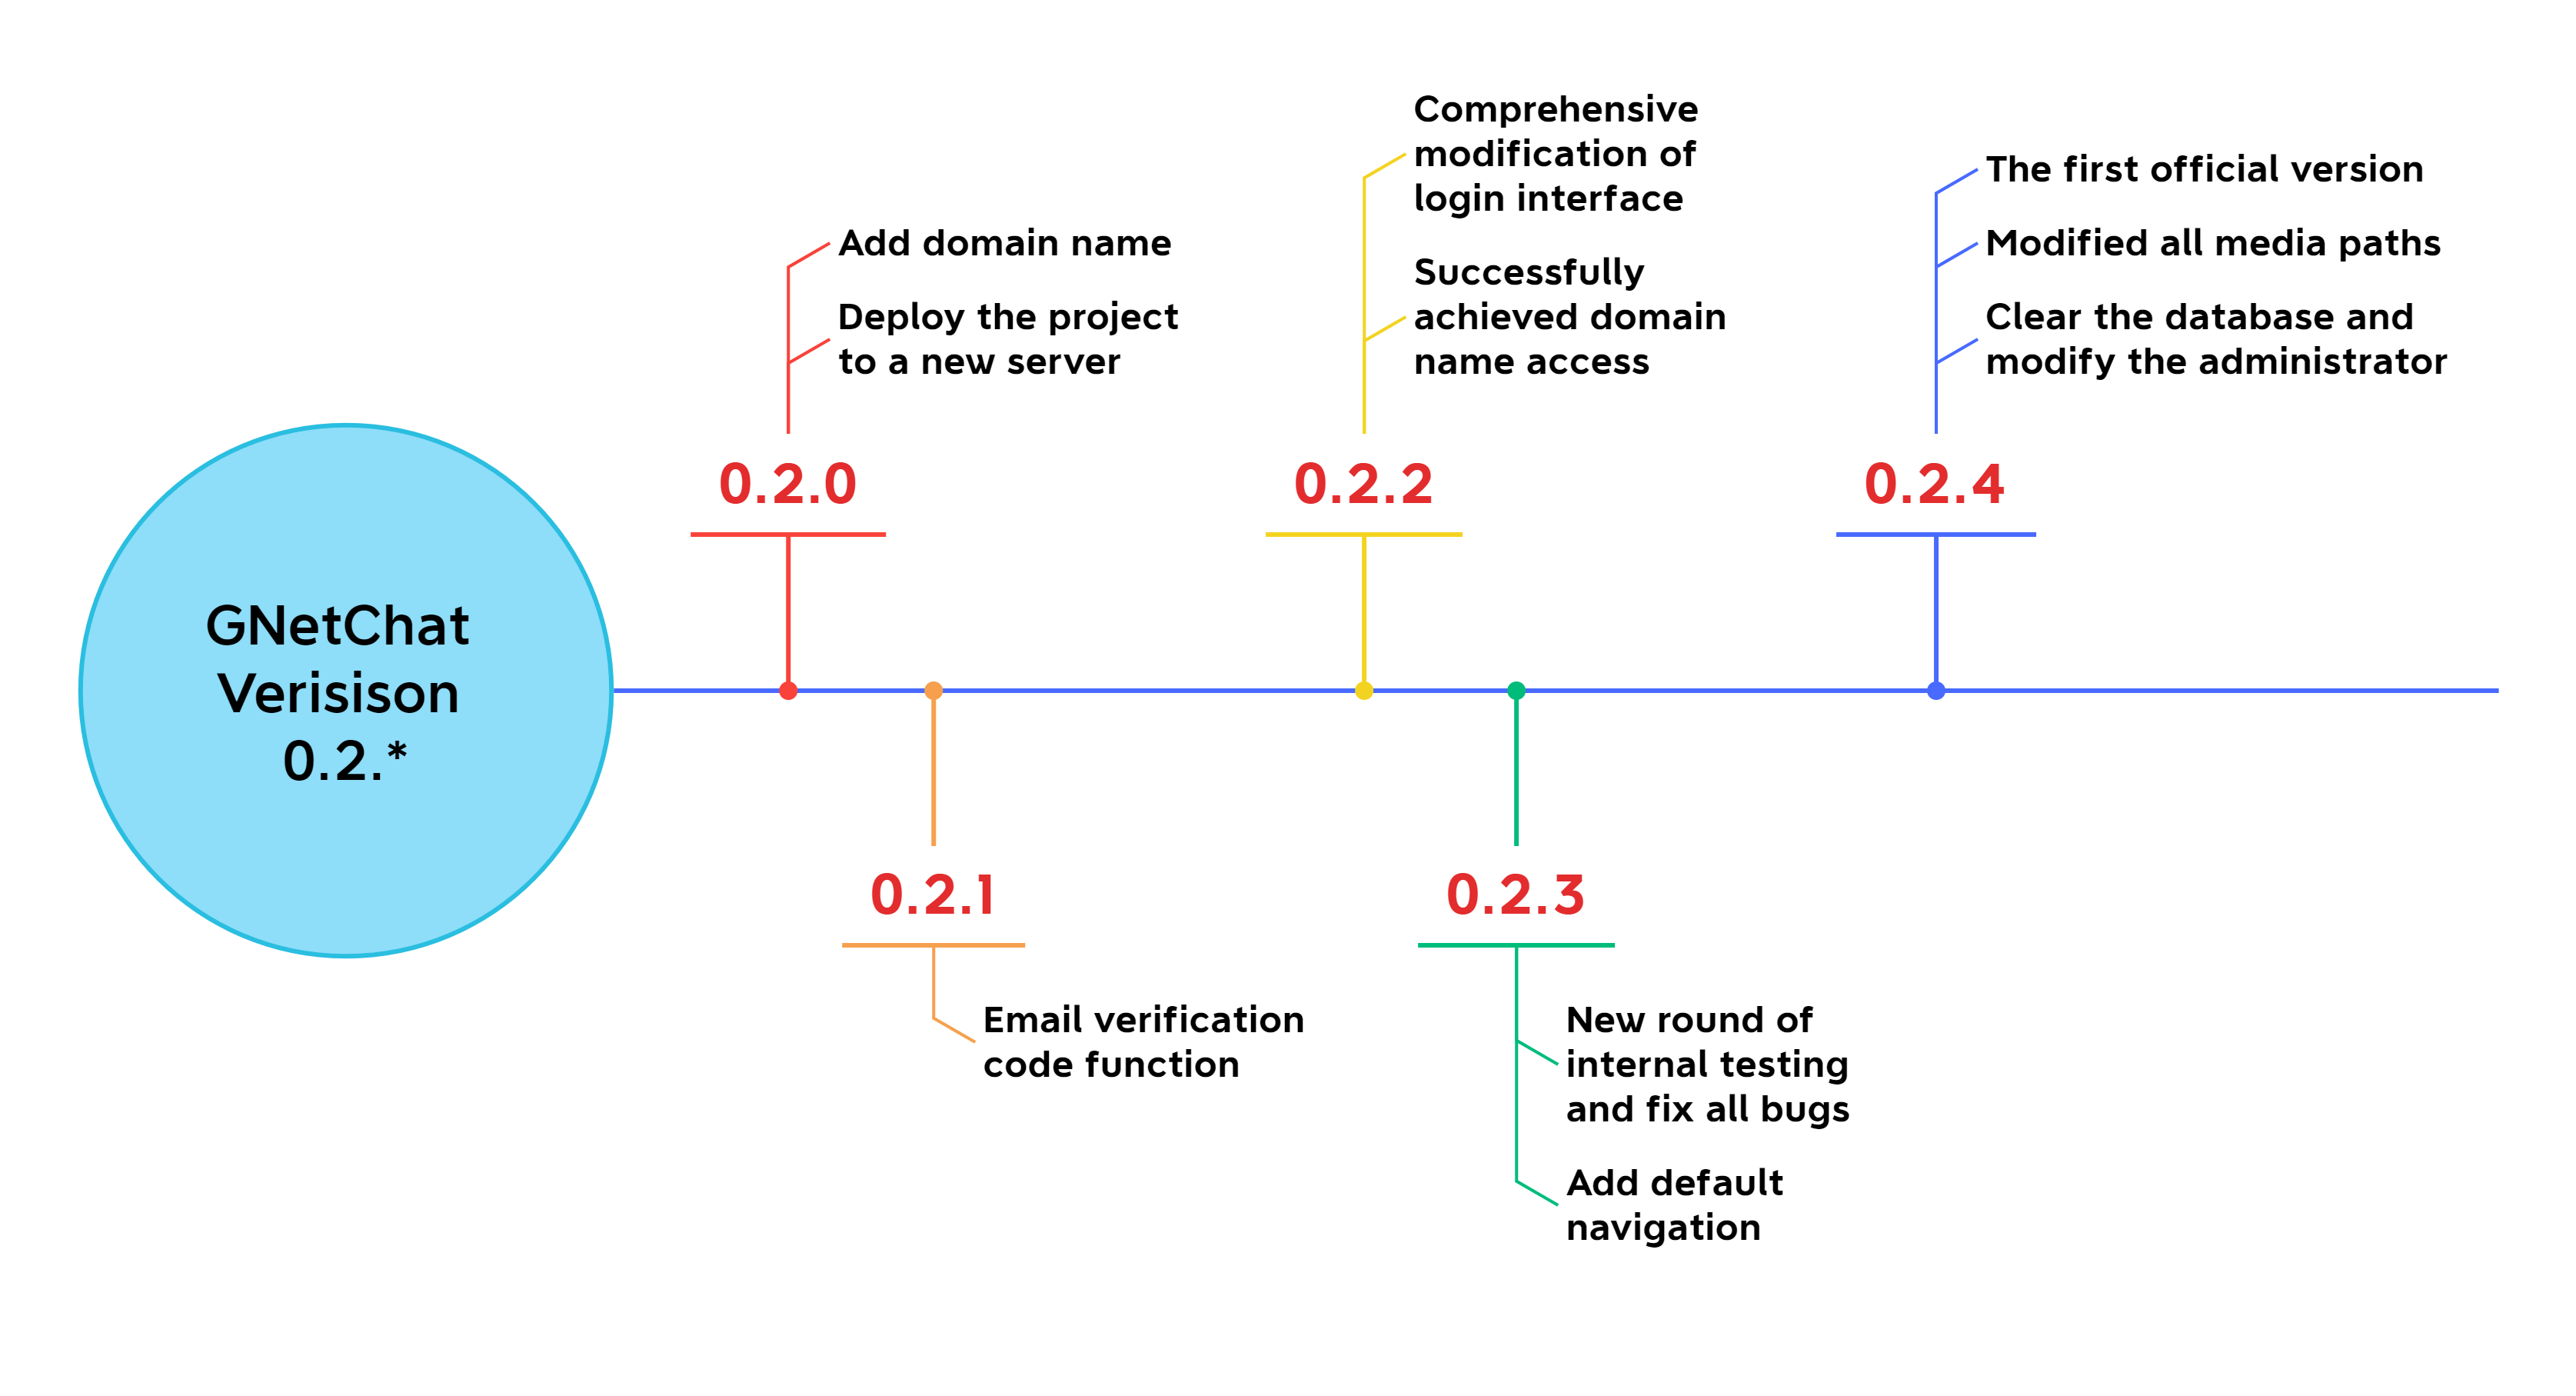 GNetChat
Verisison
0.2.*
0.2.0
Add domain name
Deploy the project
to a new server
0.2.1
Email verification
code function
0.2.2
Comprehensive
modification of
login interface
Successfully
achieved domain
name access
0.2.3
New round of
internal testing
and fix all bugs
Add default
navigation
0.2.4
The first official version
Modified all media paths
Clear the database and
modify the administrator